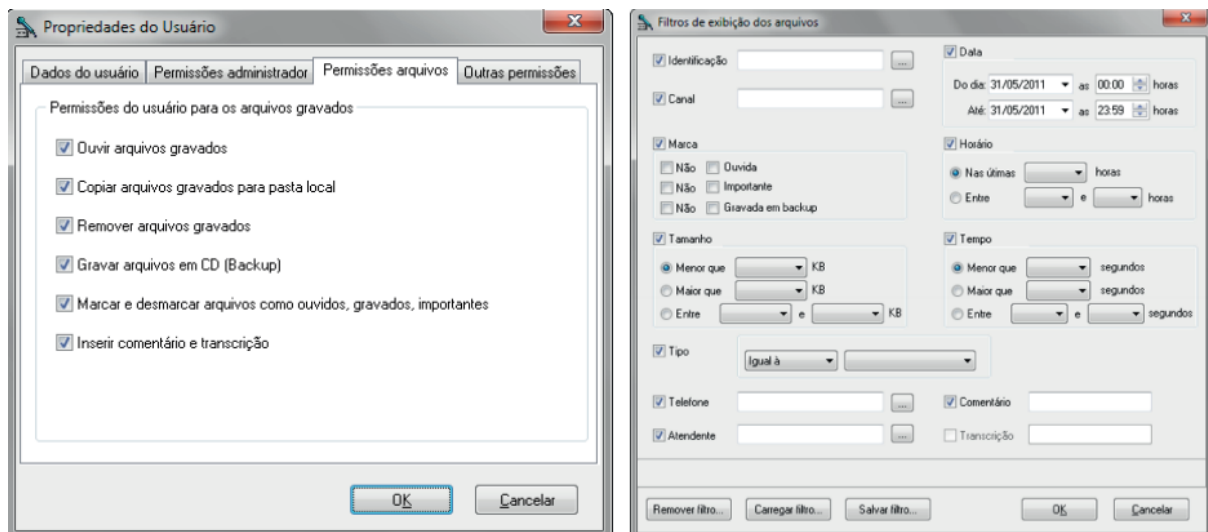 Propriedades do Usuário
Dados do usuário Permissões administrador Permissões arquivos Outras permissões
Permissões do usuário para os arquivos gravados
Ouvir arquivos gravados
Copiar arquivos gravados para pasta local
Remover arquivos gravados
Gravar arquivos em CD (Backup)
Marcar e desmarcar arquivos como ouvidos, gravados, importantes
Inserir comentário e transcrição
OK Cancelar
Filtros de exibição dos arquivos
Identificação ...
Canal ...
Data
Do dia: 31/05/2011 as 00:00 horas
Até: 31/05/2011 as 23:59 horas
Marca
Não Ouvida
Não Importante
Não Gravada em backup
Horário
Nas útimas horas
Entre e horas
Tamanho
Menor que KB
Maior que KB
Entre e KB
Tempo
Menor que segundos
Maior que segundos
Entre e segundos
Tipo Igual à
Telefone ... Comentário
Atendente ... Transcrição
Remover filtro... Carregar filtro... Salvar filtro... OK Cancelar